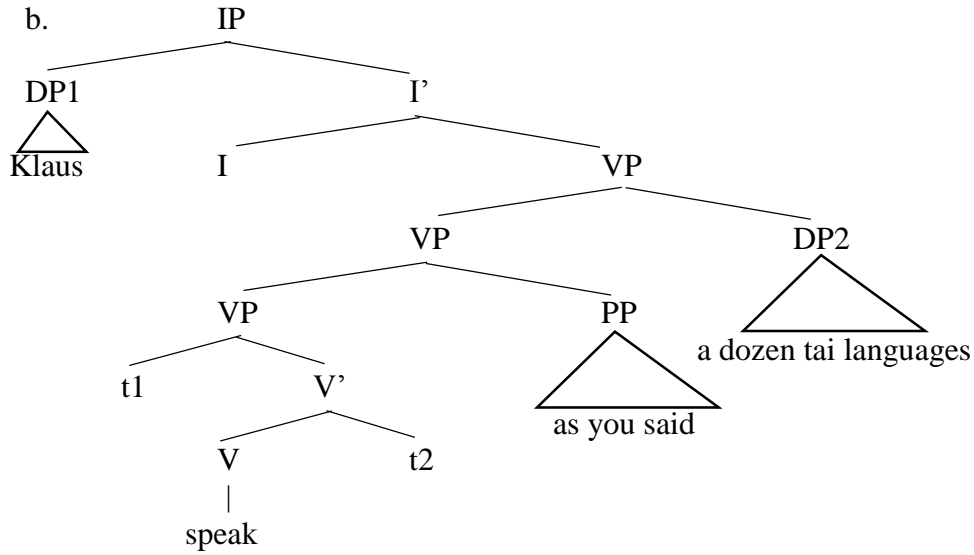 b. IP
DP1 I’
Klaus I VP
VP DP2
VP PP a dozen tai languages
t1 V’ as you said
V t2
speak